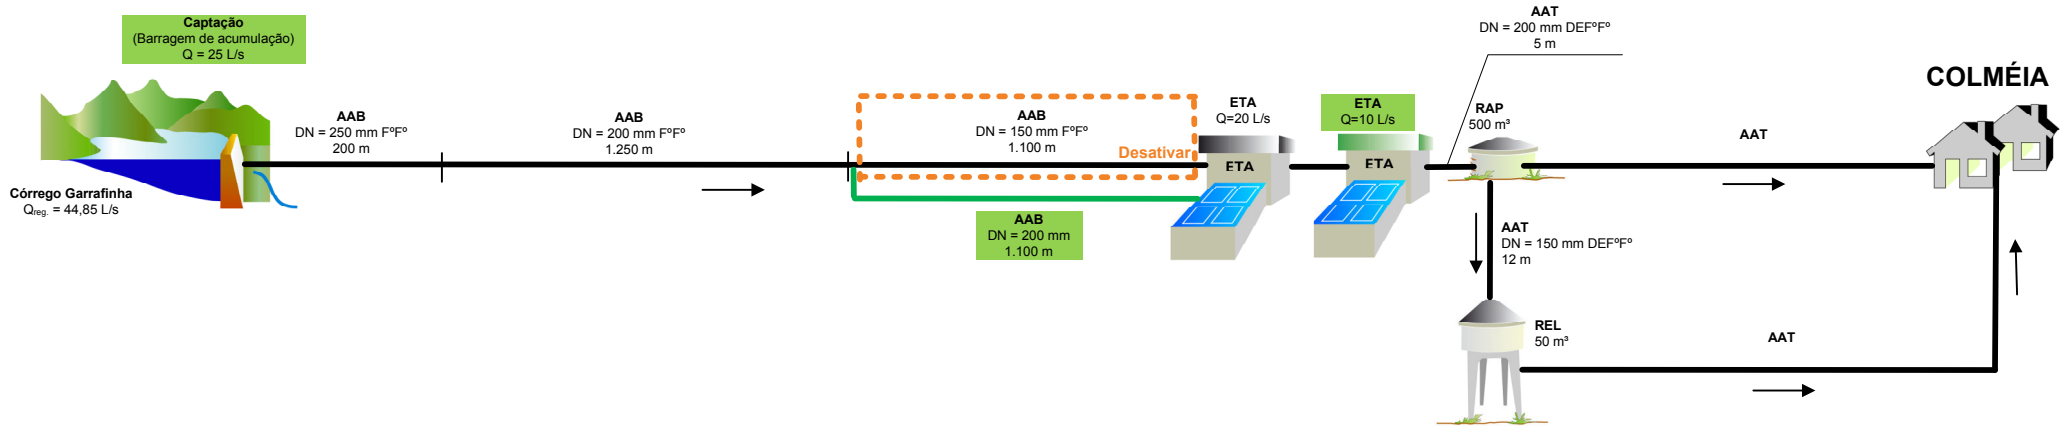 Captação
(Barragem de acumulação)
Q = 25 L/s
Córrego Garrafinha
Qreg. = 44,85 L/s
AAB
DN = 250 mm FºFº
200 m
AAB
DN = 200 mm FºFº
1.250 m
AAB
DN = 150 mm FºFº
1.100 m
Desativar
AAB
DN = 200 mm
1.100 m
ETA
Q=20 L/s
ETA
ETA
Q=10 L/s
ETA
AAT
DN = 200 mm DEFºFº
5 m
RAP
500 m³
AAT
COLMÉIA
AAT
DN = 150 mm DEFºFº
12 m
REL
50 m³
AAT